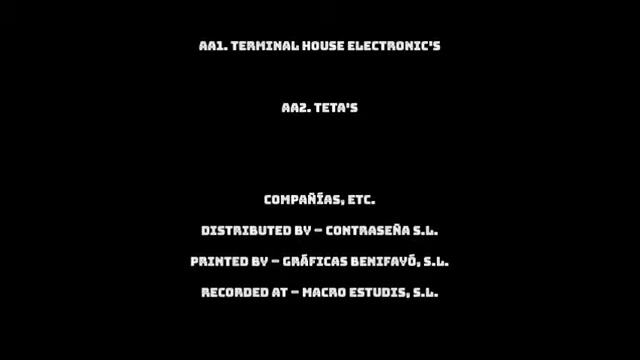 AA1. TERMINAL HOUSE ELECTRONIC'S
AA2. TETA'S
COMPAÑÍAS, ETC.
DISTRIBUTED BY – CONTRASEÑA S.L.
PRINTED BY – GRÁFICAS BENIFAYÓ, S.L.
RECORDED AT – MACRO ESTUDIS, S.L.